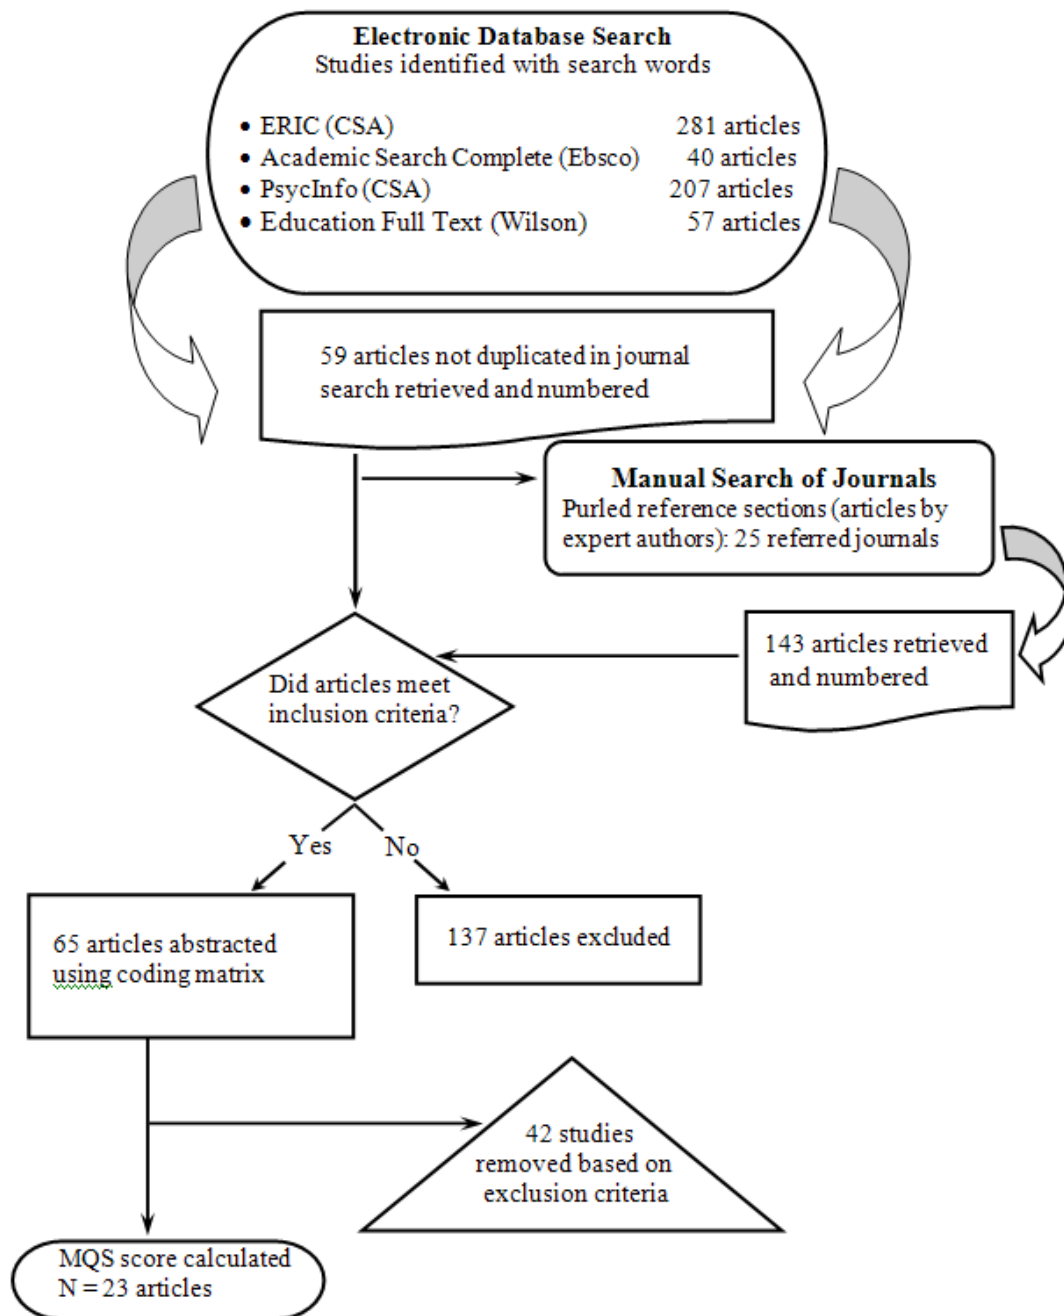 Electronic Database Search
Studies identified with search words
• ERIC (CSA) 281 articles
• Academic Search Complete (Ebsco) 40 articles
• PsycInfo (CSA) 207 articles
• Education Full Text (Wilson) 57 articles
59 articles not duplicated in journal
search retrieved and numbered
Manual Search of Journals
Purled reference sections (articles by
expert authors): 25 referred journals
143 articles retrieved
and numbered
Did articles meet
inclusion criteria?
Yes
No
65 articles abstracted
using coding matrix
137 articles excluded
42 studies
removed based on
exclusion criteria
MQS score calculated
N = 23 articles